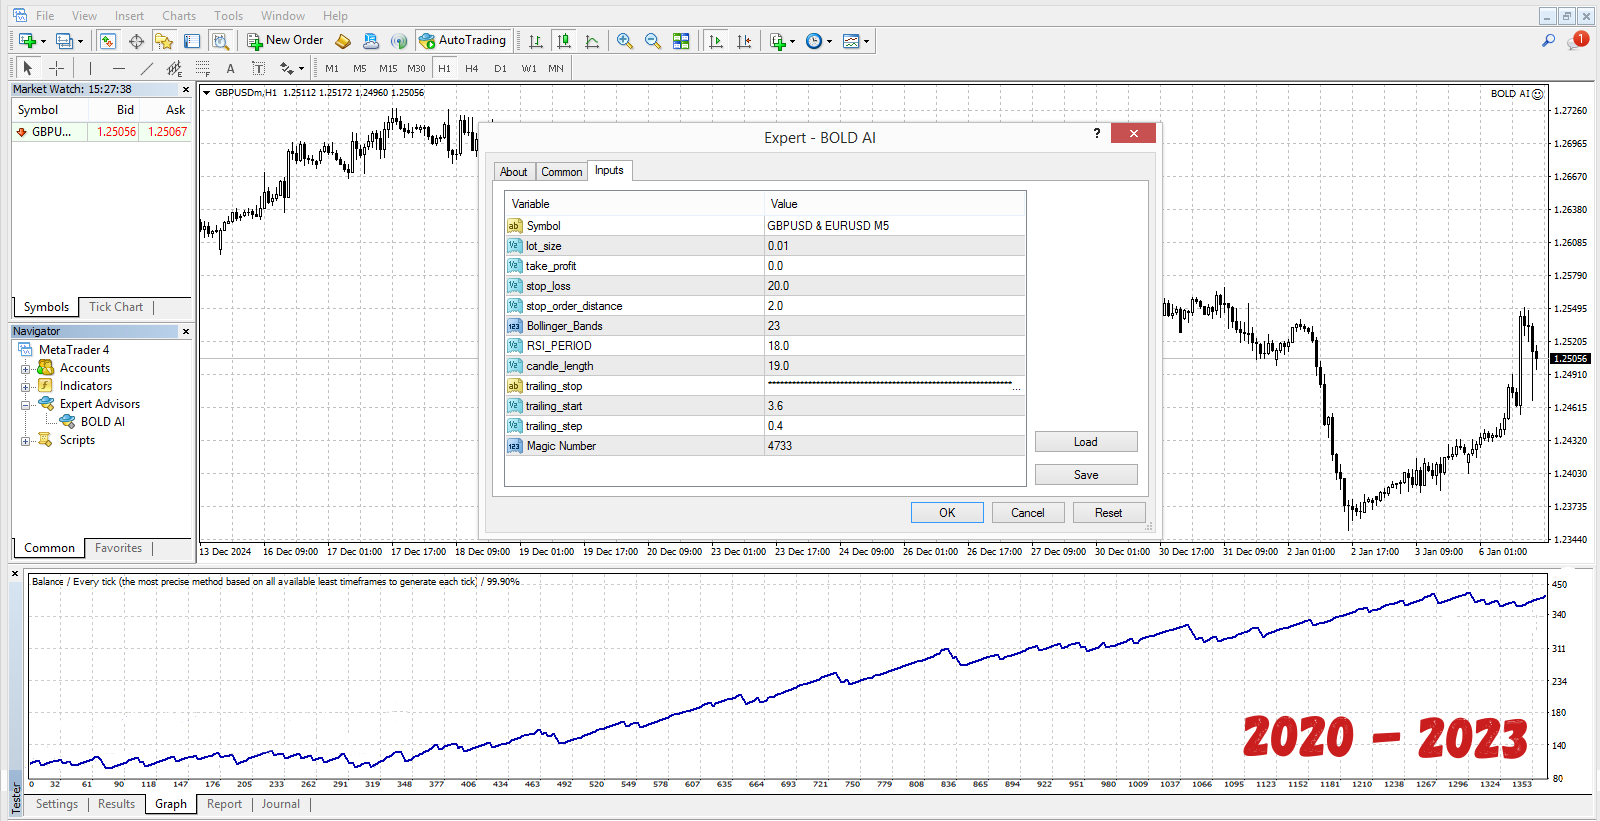 File View Insert Charts Tools Window Help
New Order AutoTrading 1
A T M1 M5 M15 M30 H1 H4 D1 W1 MN
Market Watch: 15:27:38
Symbol Bid Ask
GBPU... 1.25056 1.25067
Symbols Tick Chart
Navigator
MetaTrader 4
Accounts
Indicators
Expert Advisors
BOLD AI
Scripts
Common Favorites
GBPUSDm,H1 1.25112 1.25172 1.24960 1.25056
BOLD AI
Expert - BOLD AI
?
About Common Inputs
Variable Value
Symbol GBPUSD & EURUSD M5
lot_size 0.01
take_profit 0.0
stop_loss 20.0
stop_order_distance 2.0
Bollinger_Bands 23
RSI_PERIOD 18.0
candle_length 19.0
trailing_stop
trailing_start 3.6
trailing_step 0.4
Magic Number 4733
Load
Save
OK Cancel Reset
1.27260
1.26965
1.26670
1.26380
1.26085
1.25790
1.25495
1.25205
1.25056
1.24910
1.24615
1.24320
1.24030
1.23735
1.23440
13 Dec 2024 16 Dec 09:00 17 Dec 01:00 17 Dec 17:00 18 Dec 09:00 19 Dec 01:00 19 Dec 17:00 20 Dec 09:00 23 Dec 01:00 23 Dec 17:00 24 Dec 09:00 26 Dec 01:00 26 Dec 17:00 27 Dec 09:00 30 Dec 01:00 30 Dec 17:00 31 Dec 09:00 2 Jan 01:00 2 Jan 17:00 3 Jan 09:00 6 Jan 01:00
Balance / Every tick (the most precise method based on all available least timeframes to generate each tick) / 99.90%
450
340
311
234
180
140
80
2020 – 2023
0 32 61 90 118 147 176 205 233 262 291 319 348 377 406 434 463 492 520 549 578 607 635 664 693 721 750 779 808 836 865 894 922 951 980 1009 1037 1066 1095 1123 1152 1181 1210 1238 1267 1296 1324 1353
Tester
Settings Results Graph Report Journal